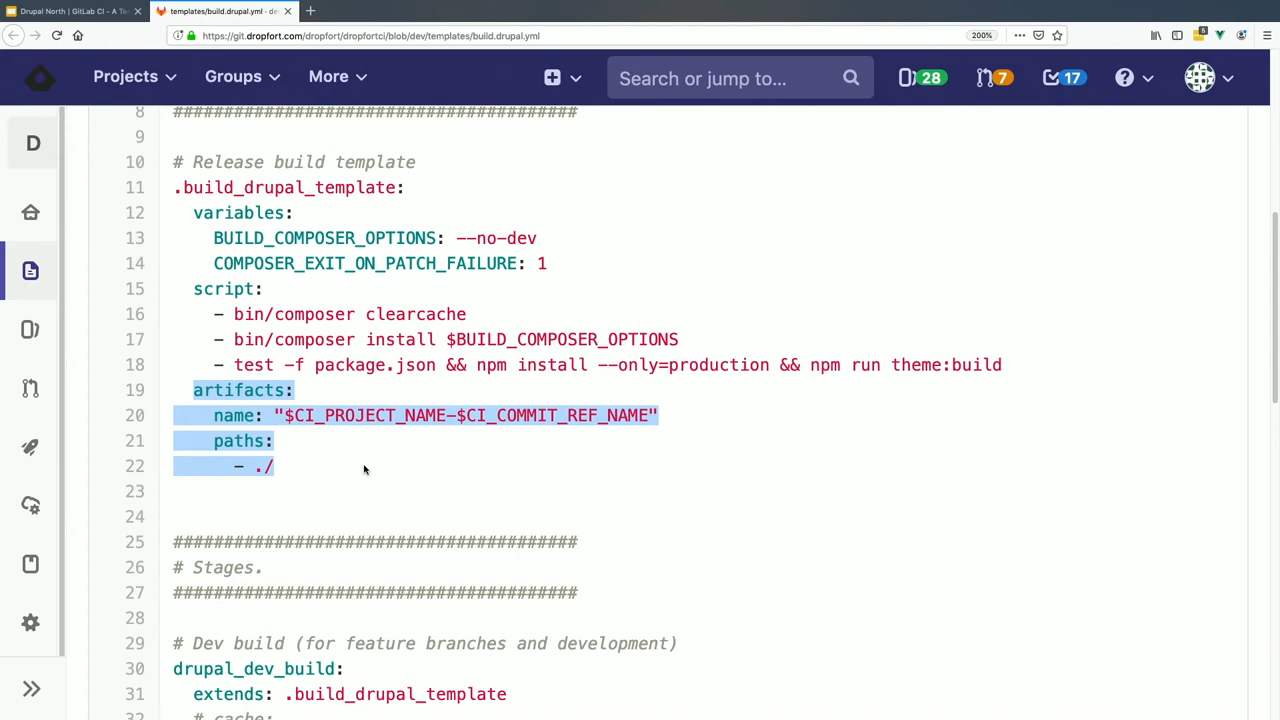 Drupal North | GitLab CI - A Ta
templates/build.drupal.yml · de
https://git.dropfort.com/dropfort/dropfortci/blob/dev/templates/build.drupal.yml
200%
Projects
Groups
More
Search or jump to...
28
7
17
D
8 ########################################
9
10 # Release build template
11 .build_drupal_template:
12 variables:
13 BUILD_COMPOSER_OPTIONS: --no-dev
14 COMPOSER_EXIT_ON_PATCH_FAILURE: 1
15 script:
16 - bin/composer clearcache
17 - bin/composer install $BUILD_COMPOSER_OPTIONS
18 - test -f package.json && npm install --only=production && npm run theme:build
19 artifacts:
20 name: "$CI_PROJECT_NAME-$CI_COMMIT_REF_NAME"
21 paths:
22 - ./
23
24
25 ########################################
26 # Stages.
27 ########################################
28
29 # Dev build (for feature branches and development)
30 drupal_dev_build:
31 extends: .build_drupal_template
32 # cache: